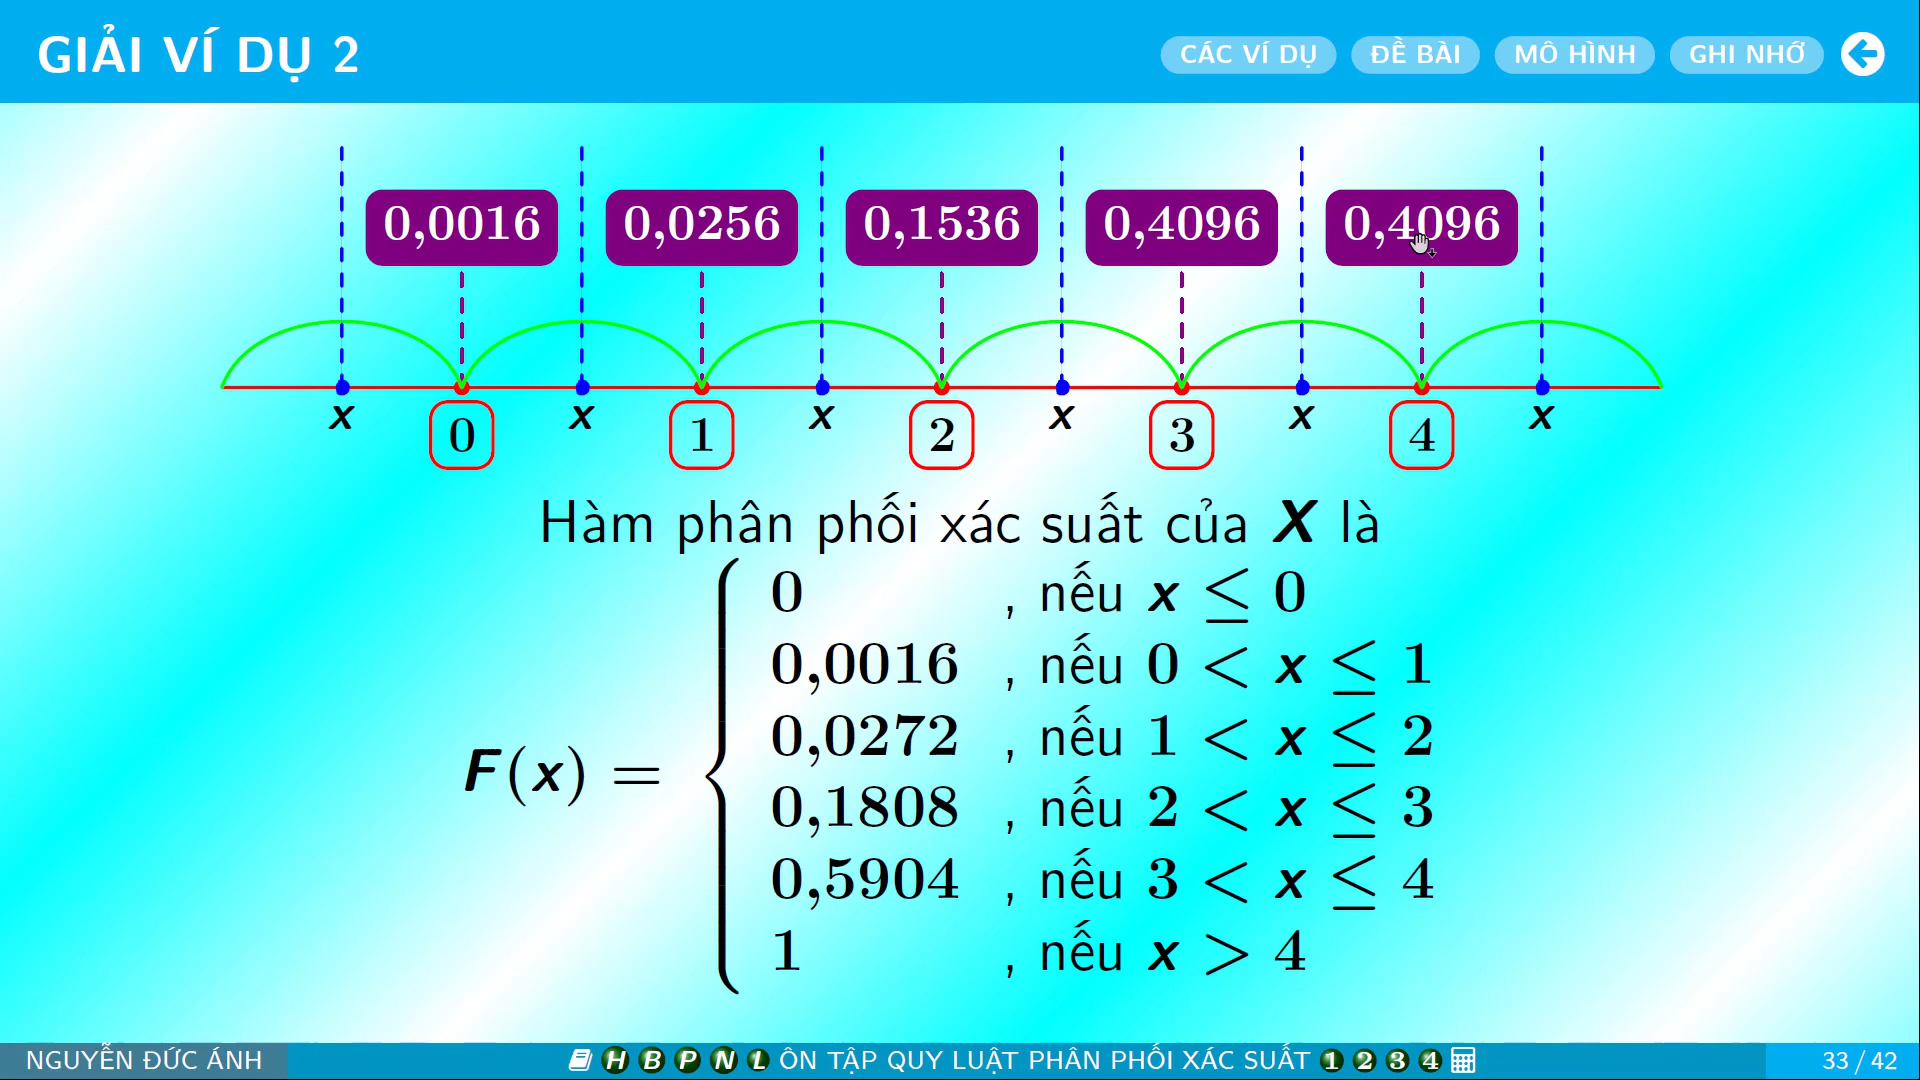 GIẢI VÍ DỤ 2
CÁC VÍ DỤ ĐỀ BÀI MÔ HÌNH GHI NHỚ
0,0016 0,0256 0,1536 0,4096 0,4096
x x x x x x
0 1 2 3 4
Hàm phân phối xác suất của X là
0 , nếu x ≤ 0
0,0016 , nếu 0 < x ≤ 1
0,0272 , nếu 1 < x ≤ 2
F(x) =
0,1808 , nếu 2 < x ≤ 3
0,5904 , nếu 3 < x ≤ 4
1 , nếu x > 4
NGUYỄN ĐỨC ÁNH H B P N L ÔN TẬP QUY LUẬT PHÂN PHỐI XÁC SUẤT 1 2 3 4 33 / 42